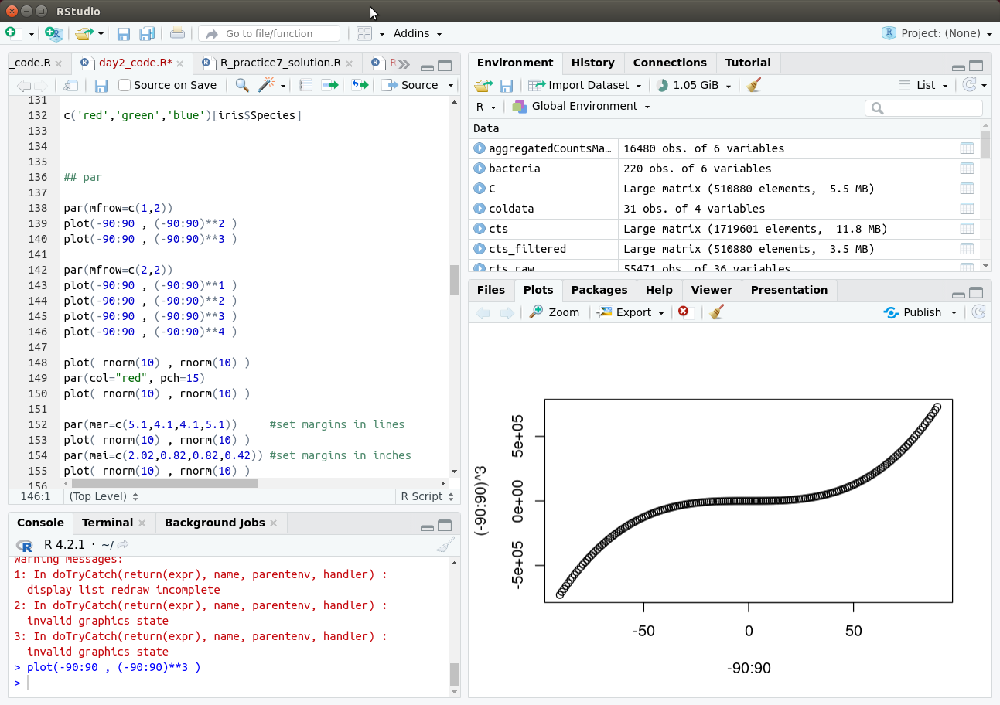 RStudio
Go to file/function
Addins
Project: (None)
_code.R
day2_code.R*
R_practice7_solution.R
R
Source on Save
Source
131
132 c('red','green','blue')[iris$Species]
133
134
135
136 ## par
137
138 par(mfrow=c(1,2))
139 plot(-90:90 , (-90:90)**2 )
140 plot(-90:90 , (-90:90)**3 )
141
142 par(mfrow=c(2,2))
143 plot(-90:90 , (-90:90)**1 )
144 plot(-90:90 , (-90:90)**2 )
145 plot(-90:90 , (-90:90)**3 )
146 plot(-90:90 , (-90:90)**4 )
147
148 plot( rnorm(10) , rnorm(10) )
149 par(col="red", pch=15)
150 plot( rnorm(10) , rnorm(10) )
151
152 par(mar=c(5.1,4.1,4.1,5.1)) #set margins in lines
153 plot( rnorm(10) , rnorm(10) )
154 par(mai=c(2.02,0.82,0.82,0.42)) #set margins in inches
155 plot( rnorm(10) , rnorm(10) )
156
146:1 (Top Level) R Script
Console Terminal Background Jobs
R 4.2.1 · ~/
Warning messages:
1: In doTryCatch(return(expr), name, parentenv, handler) :
display list redraw incomplete
2: In doTryCatch(return(expr), name, parentenv, handler) :
invalid graphics state
3: In doTryCatch(return(expr), name, parentenv, handler) :
invalid graphics state
> plot(-90:90 , (-90:90)**3 )
>
Environment History Connections Tutorial
Import Dataset 1.05 GiB List
R Global Environment
Data
aggregatedCountsMa… 16480 obs. of 6 variables
bacteria 220 obs. of 6 variables
C Large matrix (510880 elements, 5.5 MB)
coldata 31 obs. of 4 variables
cts Large matrix (1719601 elements, 11.8 MB)
cts_filtered Large matrix (510880 elements, 3.5 MB)
cts_raw 55471 obs. of 36 variables
Files Plots Packages Help Viewer Presentation
Zoom Export Publish
(-90:90)^3
5e+05
0e+00
-5e+05
-50 0 50
-90:90